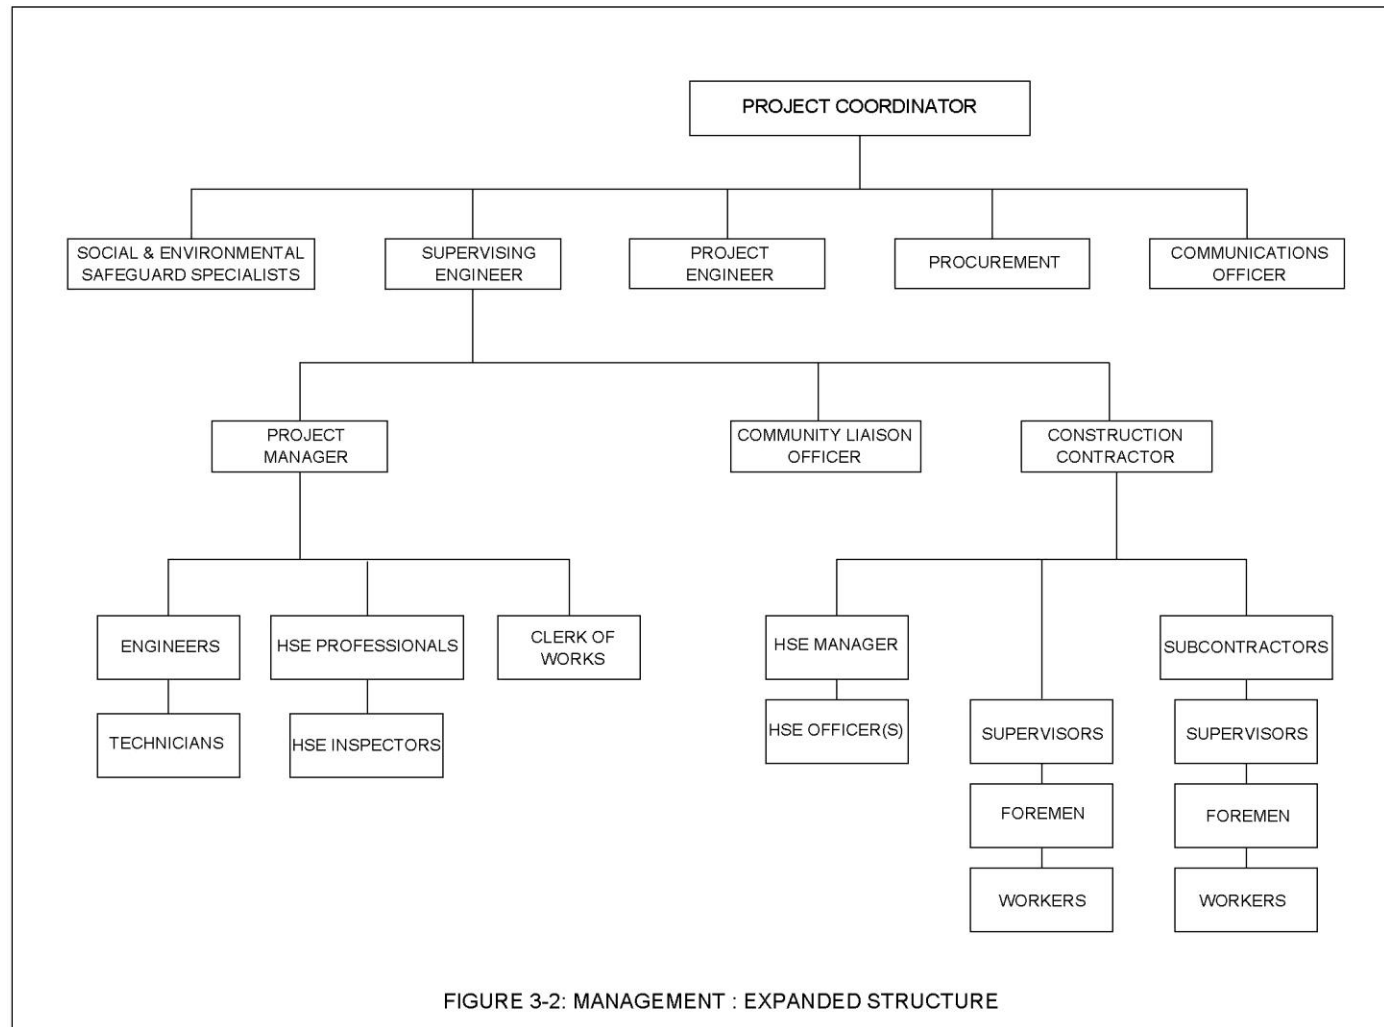 PROJECT COORDINATOR
SOCIAL & ENVIRONMENTAL
SAFEGUARD SPECIALISTS
SUPERVISING
ENGINEER
PROJECT
ENGINEER
PROCUREMENT
COMMUNICATIONS
OFFICER
PROJECT
MANAGER
COMMUNITY LIAISON
OFFICER
CONSTRUCTION
CONTRACTOR
ENGINEERS
HSE PROFESSIONALS
CLERK OF
WORKS
HSE MANAGER
SUBCONTRACTORS
TECHNICIANS
HSE INSPECTORS
HSE OFFICER(S)
SUPERVISORS
SUPERVISORS
FOREMEN
FOREMEN
WORKERS
WORKERS
FIGURE 3-2: MANAGEMENT : EXPANDED STRUCTURE